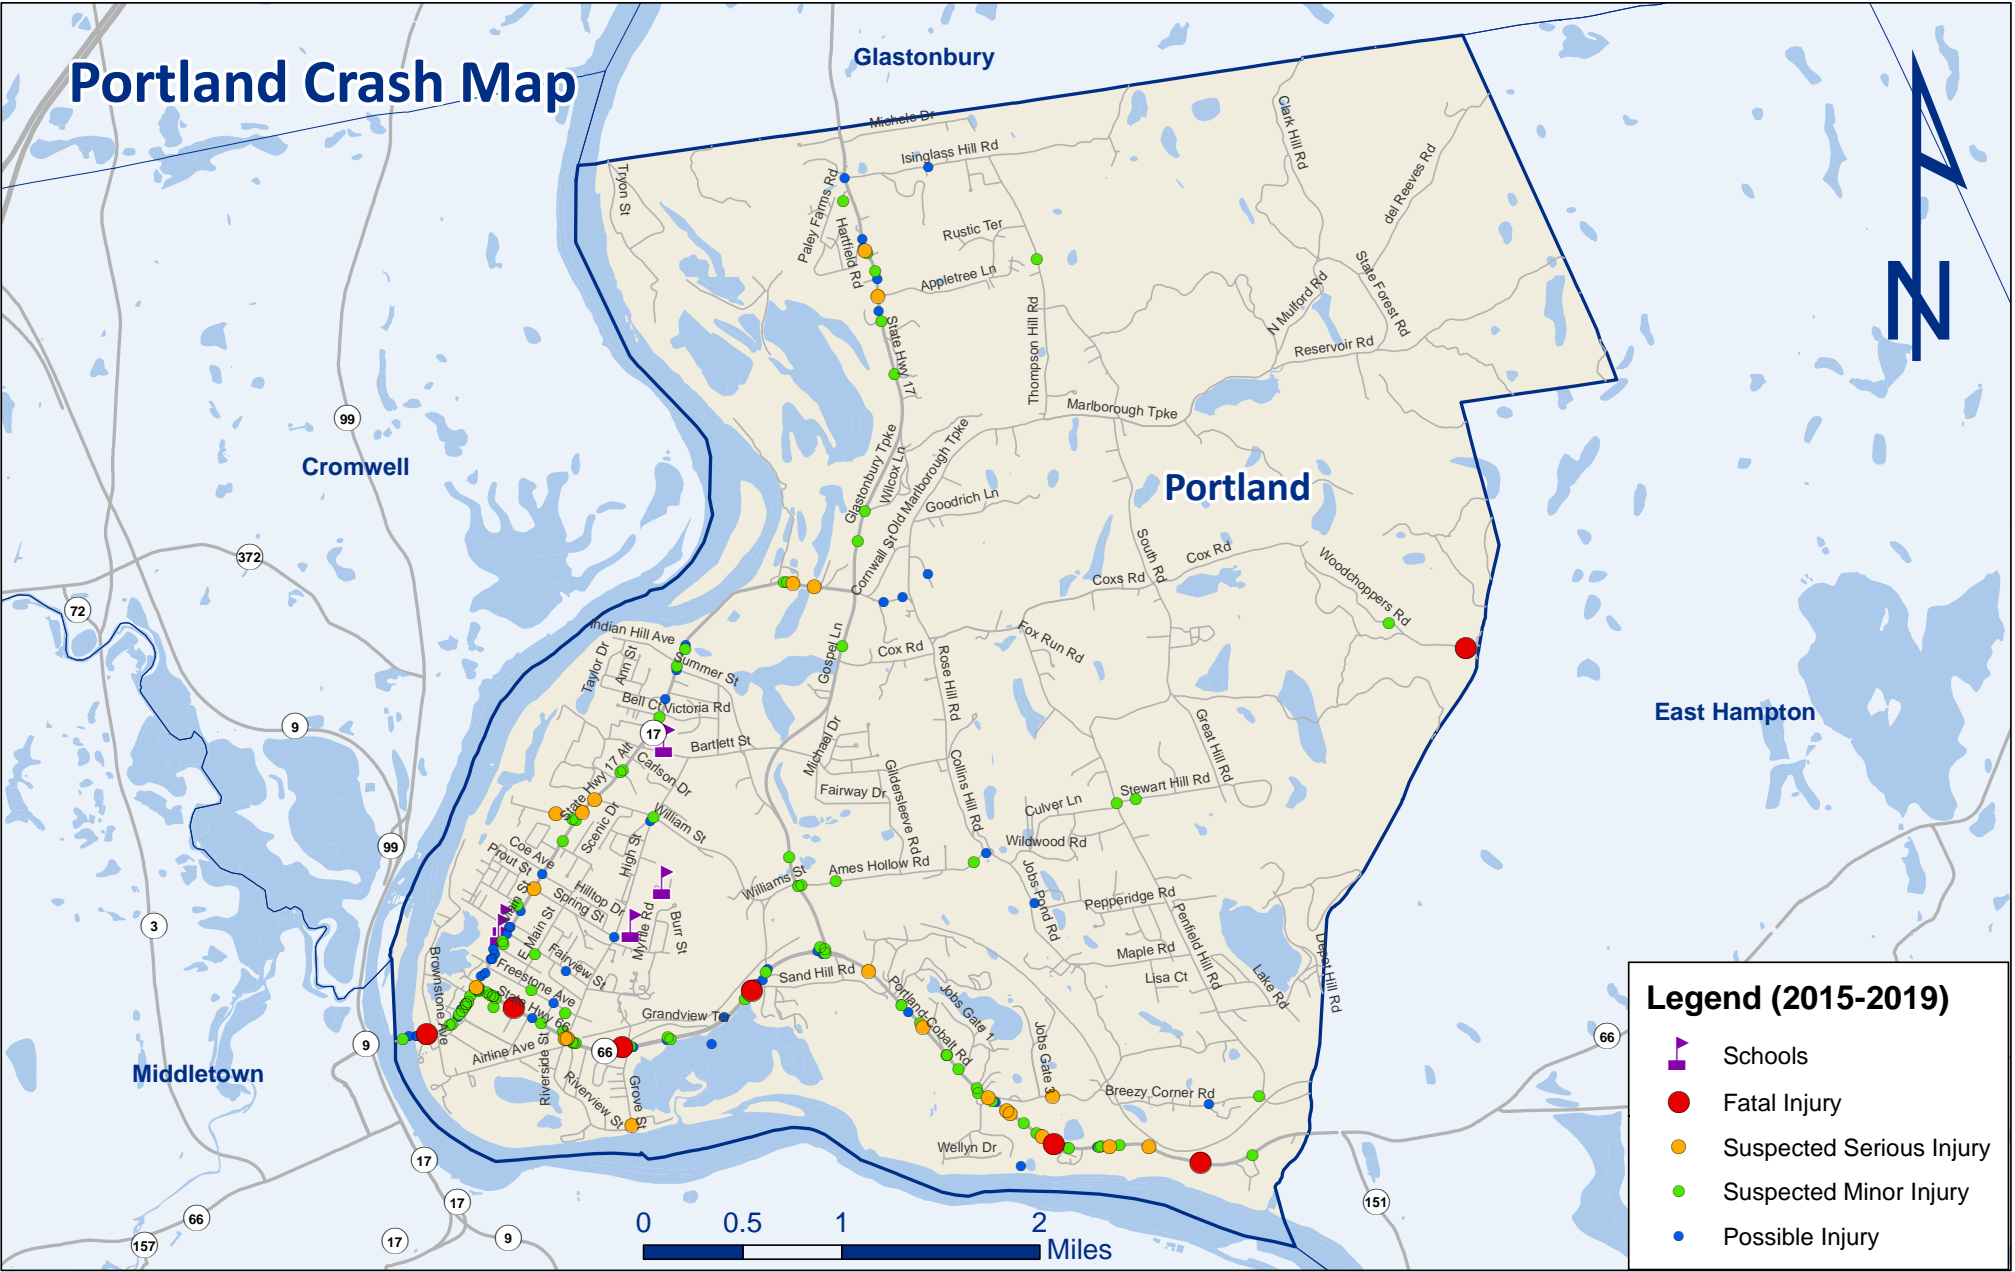 Portland Crash Map
Glastonbury
Michele Dr
Isinglass Hill Rd
Clark Hill Rd
del Reeves Rd
Tryon St
Paley Farms Rd
Hartfield Rd
Rustic Ter
Appletree Ln
State Hwy 17
Thompson Hill Rd
N Mulford Rd
State Forest Rd
Reservoir Rd
N
Marlborough Tpke
99
Cromwell
Glastonbury Tpke
Wilcox Ln
Old Marlborough Tpke
Goodrich Ln
Portland
Cornwall St
South Rd
Cox Rd
Coxs Rd
Woodchoppers Rd
372
72
Indian Hill Ave
Taylor Dr
Ann St
Summer St
Gospel Ln
Cox Rd
Fox Run Rd
Rose Hill Rd
Bell Ct
Victoria Rd
17
Bartlett St
Michael Dr
Great Hill Rd
East Hampton
9
State Hwy 17 Alt
Carlson Dr
Fairway Dr
Gildersleeve Rd
Collins Hill Rd
Culver Ln
Stewart Hill Rd
Scenic Dr
William St
High St
Wildwood Rd
99
Coe Ave
Prout St
Hilltop Dr
Spring St
Williams St
Ames Hollow Rd
Jobs Pond Rd
Pepperidge Rd
Penfield Hill Rd
Main St
E Main St
Myrtle Rd
Burr St
3
Fairview St
Freestone Ave
State Hwy 66
Brownstone Ave
Sand Hill Rd
Maple Rd
Lisa Ct
Lake Rd
Depot Hill Rd
Portland-Cobalt Rd
Jobs Gate 1
Jobs Gate 3
Grandview Ter
9
Airline Ave
66
Riverside St
Riverview St
Grove St
Breezy Corner Rd
Middletown
Wellyn Dr
66
17
17
66
157
17
9
151
0 0.5 1 2
Miles
Legend (2015-2019)
Schools
Fatal Injury
Suspected Serious Injury
Suspected Minor Injury
Possible Injury